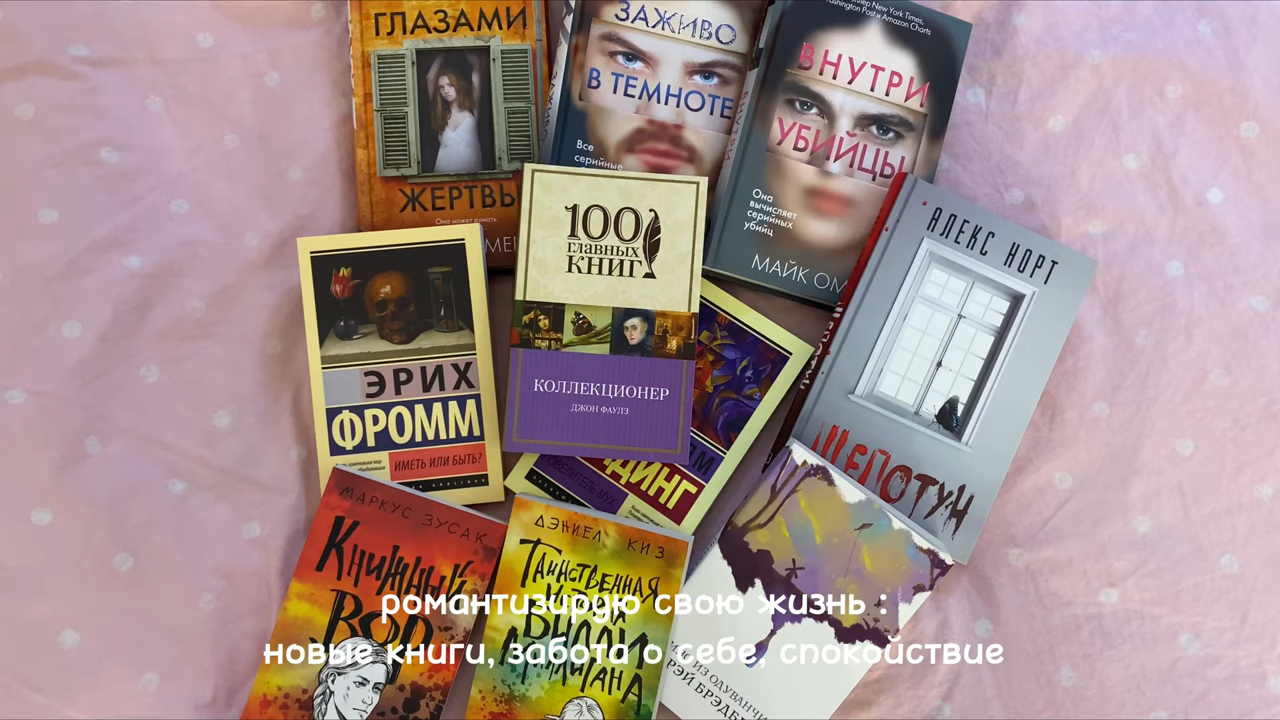 ГЛАЗАМИ
ЖЕРТВЫ
Она может думать
ЗАЖИВО
В ТЕМНОТЕ
Все
серийные
New York Times,
Washington Post и Amazon Charts
ВНУТРИ
УБИЙЦЫ
Она
вычисляет
серийных
убийц
МАЙК ОМ
АЛЕКС НОРТ
ШЕПОТУН
100
главных
книг
КОЛЛЕКЦИОНЕР
ДЖОН ФАУЛЗ
ЭРИХ
ФРОММ
ИМЕТЬ ИЛИ БЫТЬ?
ДИНГ
МАРКУС ЗУСАК
КНИЖНЫЙ
ВОР
ДЭНИЕЛ КИЗ
ТАИНСТВЕННАЯ
ИСТОРИЯ
БИЛЛИ
МИЛЛИГАНА
ИЗ ОДУВАНЧИ
РЭЙ БРЭДБЕ
романтизирую свою жизнь :
новые книги, забота о себе, спокойствие